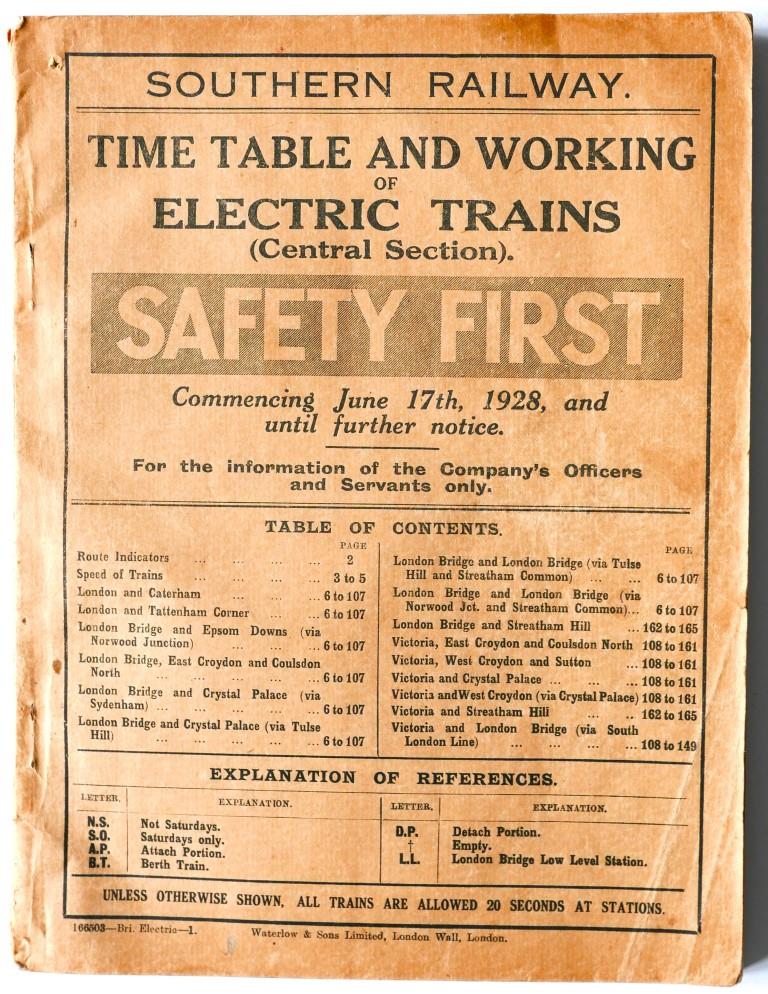 SOUTHERN RAILWAY.
TIME TABLE AND WORKING
OF
ELECTRIC TRAINS
(Central Section).
SAFETY FIRST
Commencing June 17th, 1928, and
until further notice.
For the information of the Company's Officers
and Servants only.
TABLE OF CONTENTS.
PAGE
Route Indicators ... ... ... ... 2
Speed of Trains ... ... ... ... 3 to 5
London and Caterham ... ... ... 6 to 107
London and Tattenham Corner ... ... 6 to 107
London Bridge and Epsom Downs (via
Norwood Junction) ... ... ... 6 to 107
London Bridge, East Croydon and Coulsdon
North ... ... ... ... ... 6 to 107
London Bridge and Crystal Palace (via
Sydenham) ... ... ... ... ... 6 to 107
London Bridge and Crystal Palace (via Tulse
Hill) ... ... ... ... ... 6 to 107
PAGE
London Bridge and London Bridge (via Tulse
Hill and Streatham Common) ... ... 6 to 107
London Bridge and London Bridge (via
Norwood Jct. and Streatham Common)... 6 to 107
London Bridge and Streatham Hill ... 162 to 165
Victoria, East Croydon and Coulsdon North 108 to 161
Victoria, West Croydon and Sutton ... 108 to 161
Victoria and Crystal Palace ... ... ... 108 to 161
Victoria and West Croydon (via Crystal Palace) 108 to 161
Victoria and Streatham Hill ... .. 162 to 165
Victoria and London Bridge (via South
London Line) ... ... ... ... 108 to 149
EXPLANATION OF REFERENCES.
LETTER. EXPLANATION.
N.S. Not Saturdays.
S.O. Saturdays only.
A.P. Attach Portion.
B.T. Berth Train.
LETTER. EXPLANATION.
D.P. Detach Portion.
† Empty.
L.L. London Bridge Low Level Station.
UNLESS OTHERWISE SHOWN, ALL TRAINS ARE ALLOWED 20 SECONDS AT STATIONS.
166503—Bri. Electric—1. Waterlow & Sons Limited, London Wall, London.